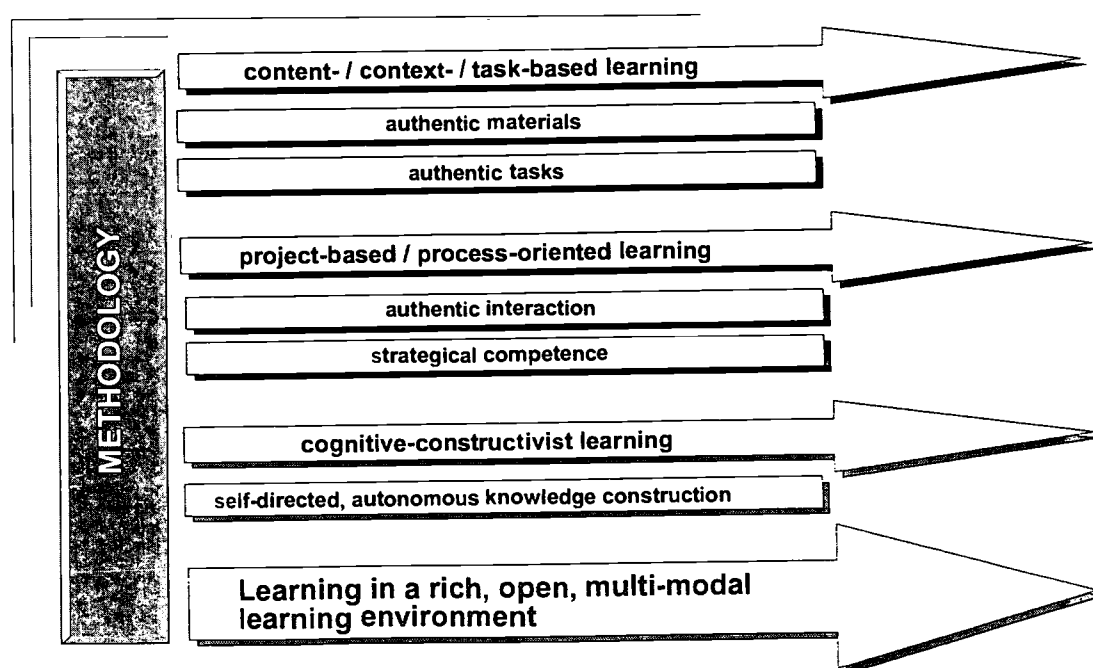 METHODOLOGY
content- / context- / task-based learning
authentic materials
authentic tasks
project-based / process-oriented learning
authentic interaction
strategical competence
cognitive-constructivist learning
self-directed, autonomous knowledge construction
Learning in a rich, open, multi-modal
learning environment